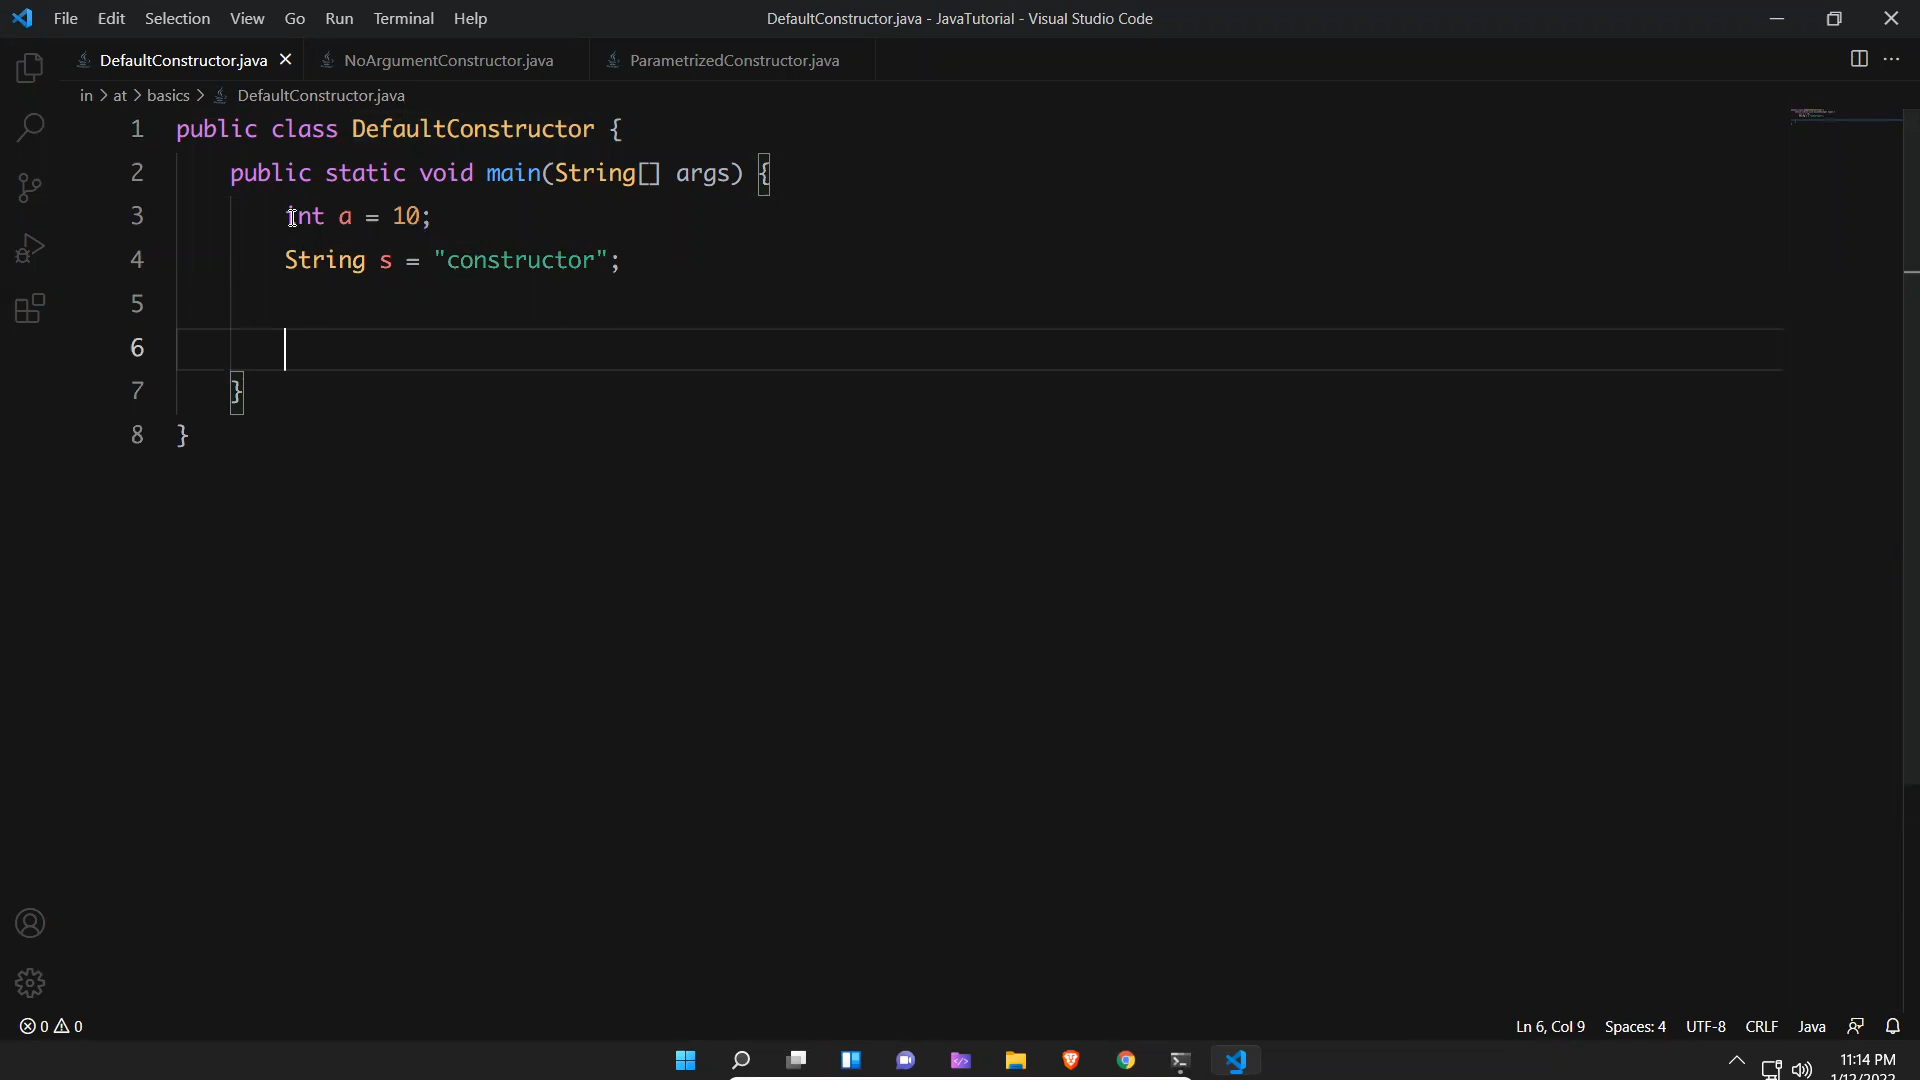 File Edit Selection View Go Run Terminal Help
DefaultConstructor.java - JavaTutorial - Visual Studio Code
DefaultConstructor.java
NoArgumentConstructor.java
ParametrizedConstructor.java
in > at > basics > DefaultConstructor.java
1 public class DefaultConstructor {
2 public static void main(String[] args) {
3 int a = 10;
4 String s = "constructor";
5
6
7 }
8 }
0 0
Ln 6, Col 9 Spaces: 4 UTF-8 CRLF Java
11:14 PM
1/12/2022